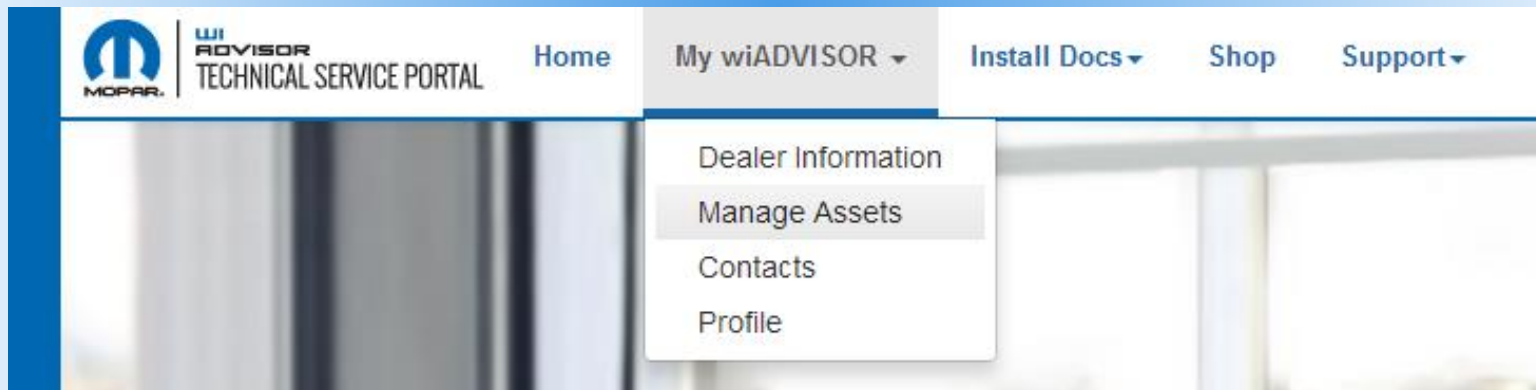 MOPAR.
WI
ADVISOR
TECHNICAL SERVICE PORTAL
Home
My wiADVISOR
Install Docs
Shop
Support
Dealer Information
Manage Assets
Contacts
Profile